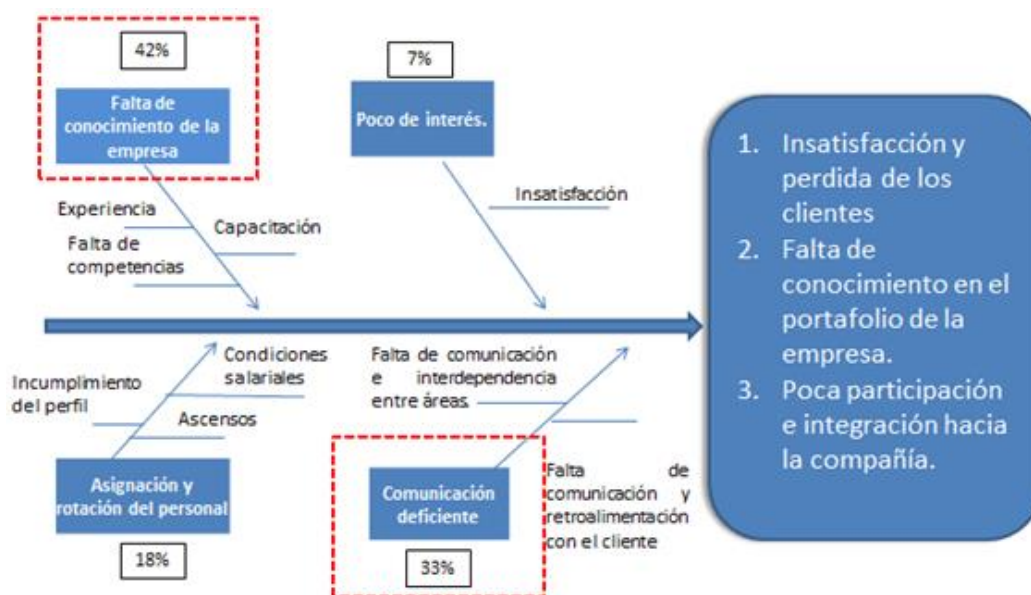 42%
Falta de
conocimiento de la
empresa
Experiencia
Falta de
competencias
Capacitación
7%
Poco de interés.
Insatisfacción
Incumplimiento
del perfil
Condiciones
salariales
Ascensos
Asignación y
rotación del personal
18%
Falta de comunicación
e interdependencia
entre áreas.
Comunicación
deficiente
33%
Falta de
comunicación y
retroalimentación
con el cliente
1. Insatisfacción y
perdida de los
clientes
2. Falta de
conocimiento en el
portafolio de la
empresa.
3. Poca participación
e integración hacia
la compañía.